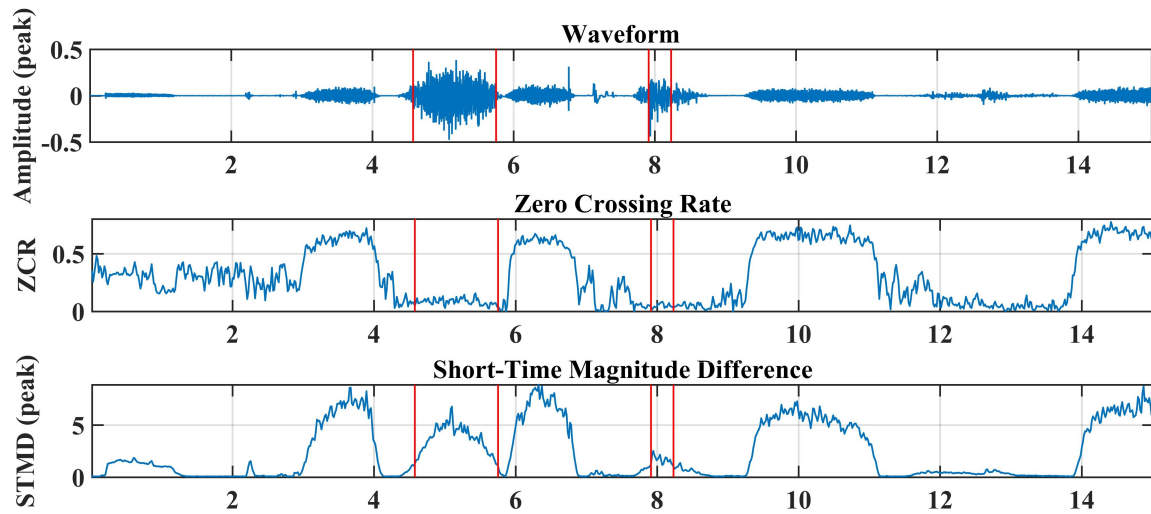 Waveform
Amplitude (peak)
0.5
0
-0.5
2 4 6 8 10 12 14
Zero Crossing Rate
ZCR
0.5
0
2 4 6 8 10 12 14
Short-Time Magnitude Difference
STMD (peak)
5
0
2 4 6 8 10 12 14